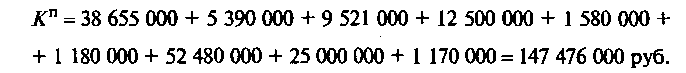 Kᴨ = 38 655 000 + 5 390 000 + 9 521 000 + 12 500 000 + 1 580 000 +
+ 1 180 000 + 52 480 000 + 25 000 000 + 1 170 000 = 147 476 000 руб.